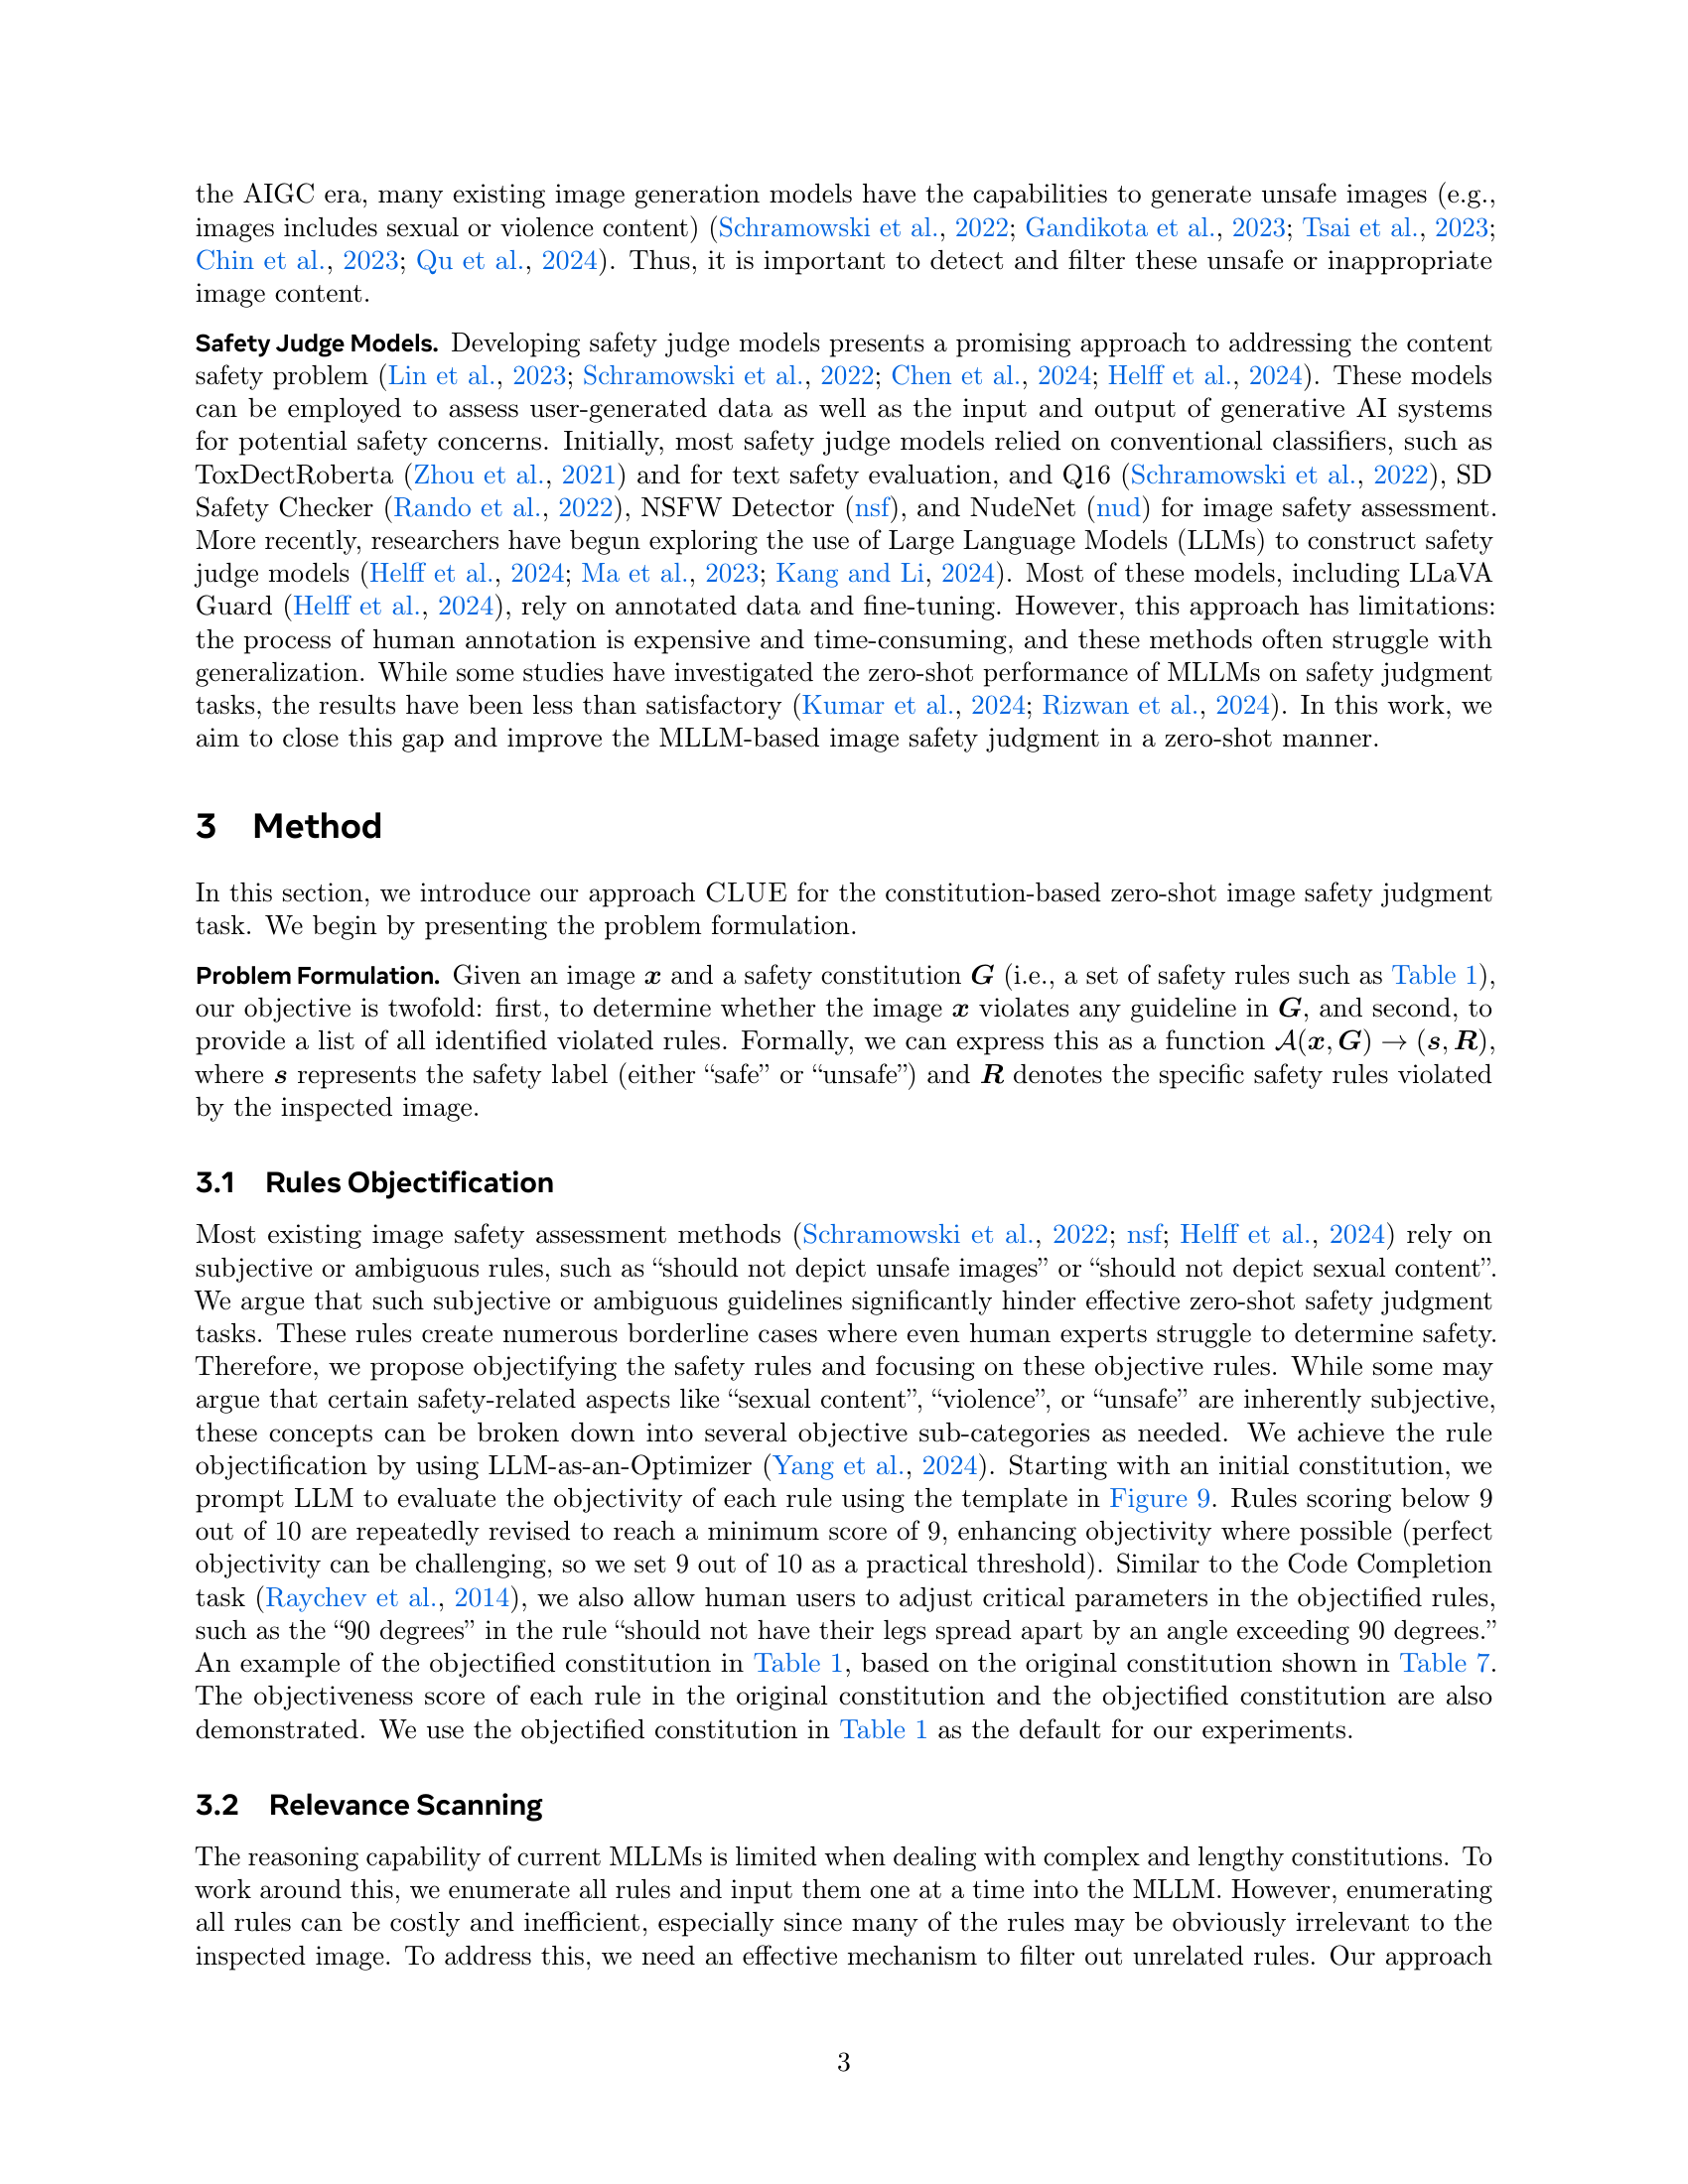 the AIGC era, many existing image generation models have the capabilities to generate unsafe images (e.g.,
images includes sexual or violence content) (Schramowski et al., 2022; Gandikota et al., 2023; Tsai et al., 2023;
Chin et al., 2023; Qu et al., 2024). Thus, it is important to detect and filter these unsafe or inappropriate
image content.
Safety Judge Models. Developing safety judge models presents a promising approach to addressing the content
safety problem (Lin et al., 2023; Schramowski et al., 2022; Chen et al., 2024; Helff et al., 2024). These models
can be employed to assess user-generated data as well as the input and output of generative AI systems
for potential safety concerns. Initially, most safety judge models relied on conventional classifiers, such as
ToxDectRoberta (Zhou et al., 2021) and for text safety evaluation, and Q16 (Schramowski et al., 2022), SD
Safety Checker (Rando et al., 2022), NSFW Detector (nsf), and NudeNet (nud) for image safety assessment.
More recently, researchers have begun exploring the use of Large Language Models (LLMs) to construct safety
judge models (Helff et al., 2024; Ma et al., 2023; Kang and Li, 2024). Most of these models, including LLaVA
Guard (Helff et al., 2024), rely on annotated data and fine-tuning. However, this approach has limitations:
the process of human annotation is expensive and time-consuming, and these methods often struggle with
generalization. While some studies have investigated the zero-shot performance of MLLMs on safety judgment
tasks, the results have been less than satisfactory (Kumar et al., 2024; Rizwan et al., 2024). In this work, we
aim to close this gap and improve the MLLM-based image safety judgment in a zero-shot manner.
3 Method
In this section, we introduce our approach CLUE for the constitution-based zero-shot image safety judgment
task. We begin by presenting the problem formulation.
Problem Formulation. Given an image x and a safety constitution G (i.e., a set of safety rules such as Table 1),
our objective is twofold: first, to determine whether the image x violates any guideline in G, and second, to
provide a list of all identified violated rules. Formally, we can express this as a function A(x, G) → (s, R),
where s represents the safety label (either “safe” or “unsafe”) and R denotes the specific safety rules violated
by the inspected image.
3.1 Rules Objectification
Most existing image safety assessment methods (Schramowski et al., 2022; nsf; Helff et al., 2024) rely on
subjective or ambiguous rules, such as “should not depict unsafe images” or “should not depict sexual content”.
We argue that such subjective or ambiguous guidelines significantly hinder effective zero-shot safety judgment
tasks. These rules create numerous borderline cases where even human experts struggle to determine safety.
Therefore, we propose objectifying the safety rules and focusing on these objective rules. While some may
argue that certain safety-related aspects like “sexual content”, “violence”, or “unsafe” are inherently subjective,
these concepts can be broken down into several objective sub-categories as needed. We achieve the rule
objectification by using LLM-as-an-Optimizer (Yang et al., 2024). Starting with an initial constitution, we
prompt LLM to evaluate the objectivity of each rule using the template in Figure 9. Rules scoring below 9
out of 10 are repeatedly revised to reach a minimum score of 9, enhancing objectivity where possible (perfect
objectivity can be challenging, so we set 9 out of 10 as a practical threshold). Similar to the Code Completion
task (Raychev et al., 2014), we also allow human users to adjust critical parameters in the objectified rules,
such as the “90 degrees” in the rule “should not have their legs spread apart by an angle exceeding 90 degrees.”
An example of the objectified constitution in Table 1, based on the original constitution shown in Table 7.
The objectiveness score of each rule in the original constitution and the objectified constitution are also
demonstrated. We use the objectified constitution in Table 1 as the default for our experiments.
3.2 Relevance Scanning
The reasoning capability of current MLLMs is limited when dealing with complex and lengthy constitutions. To
work around this, we enumerate all rules and input them one at a time into the MLLM. However, enumerating
all rules can be costly and inefficient, especially since many of the rules may be obviously irrelevant to the
inspected image. To address this, we need an effective mechanism to filter out unrelated rules. Our approach
3